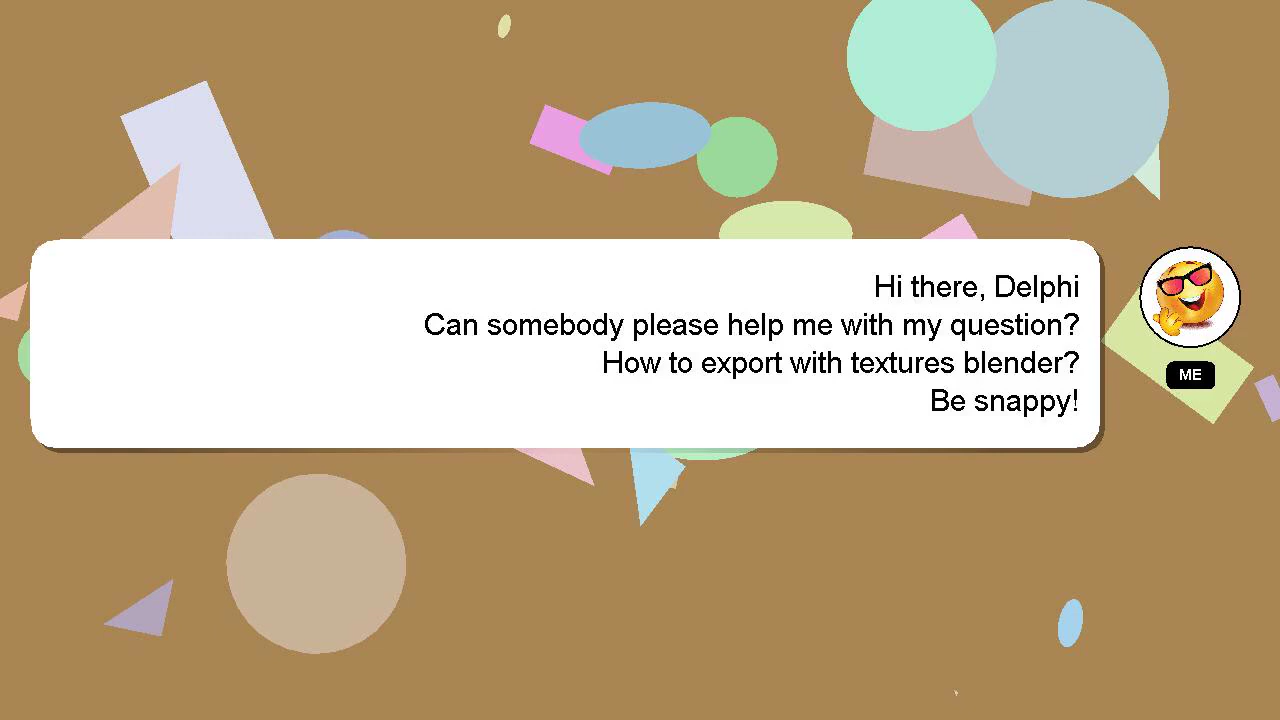 Hi there, Delphi
Can somebody please help me with my question?
How to export with textures blender?
Be snappy!
ME